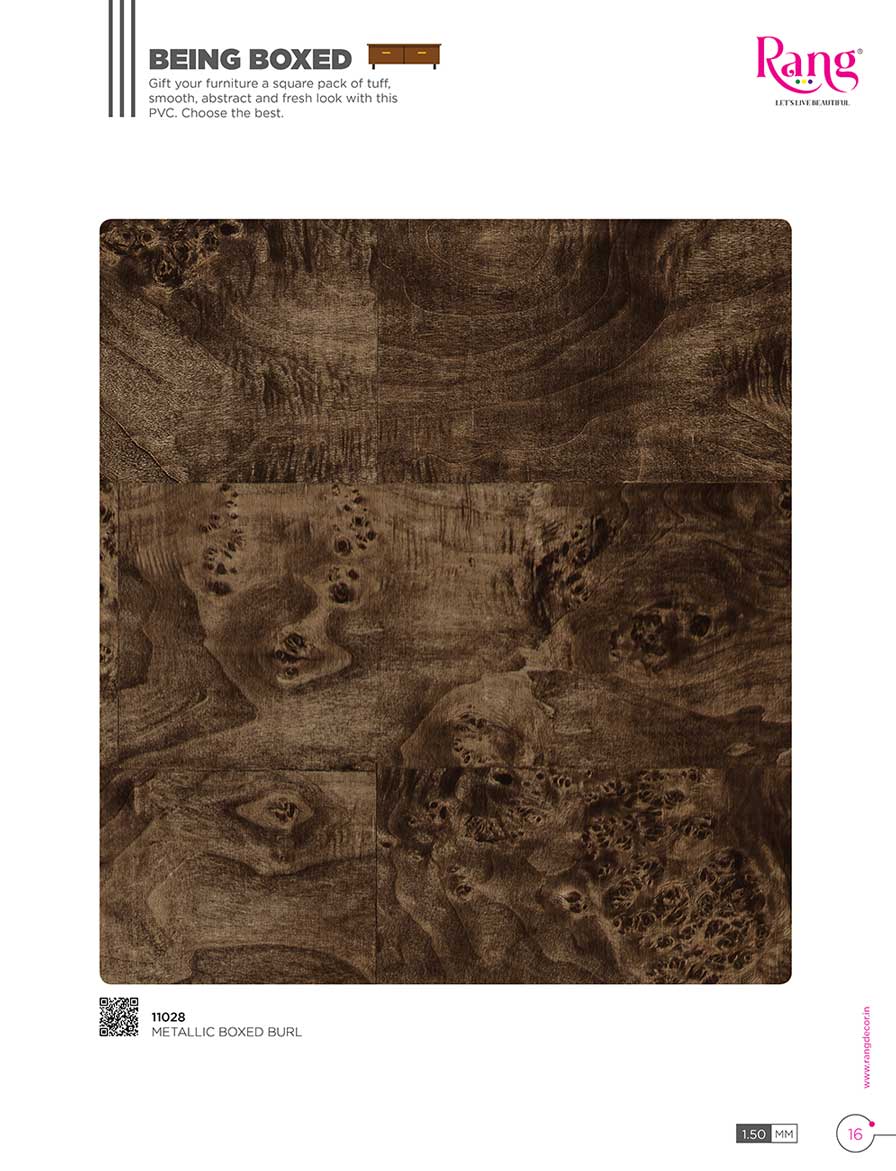 BEING BOXED
Gift your furniture a square pack of tuff,
smooth, abstract and fresh look with this
PVC. Choose the best.
Rang®
LET'S LIVE BEAUTIFUL
11028
METALLIC BOXED BURL
www.rangdecor.in
1.50 MM
16